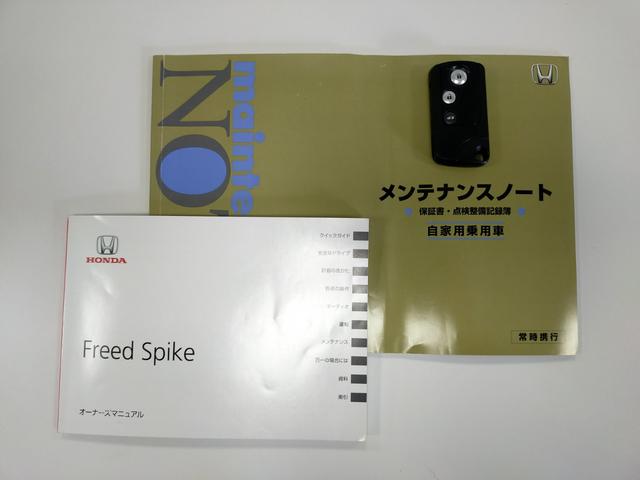 mainte
NO
メンテナンスノート
保証書・点検整備記録簿
自家用乗用車
常時携行
HONDA
Freed Spike
オーナーズマニュアル
クイックガイド
安全なドライブ
計器の見かた
各部の操作
オーディオ
運転
メンテナンス
万一の場合には
資料
索引